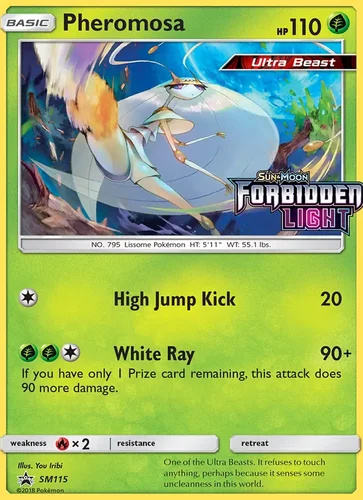 BASIC Pheromosa HP 110
Ultra Beast
SUN & MOON
FORBIDDEN
LIGHT
NO. 795 Lissome Pokémon HT: 5'11" WT: 55.1 lbs.
High Jump Kick 20
White Ray 90+
If you have only 1 Prize card remaining, this attack does
90 more damage.
weakness × 2 resistance retreat
Illus. You Iribi
SM115
©2018 Pokémon
One of the Ultra Beasts. It refuses to touch
anything, perhaps because it senses some
uncleanness in this world.